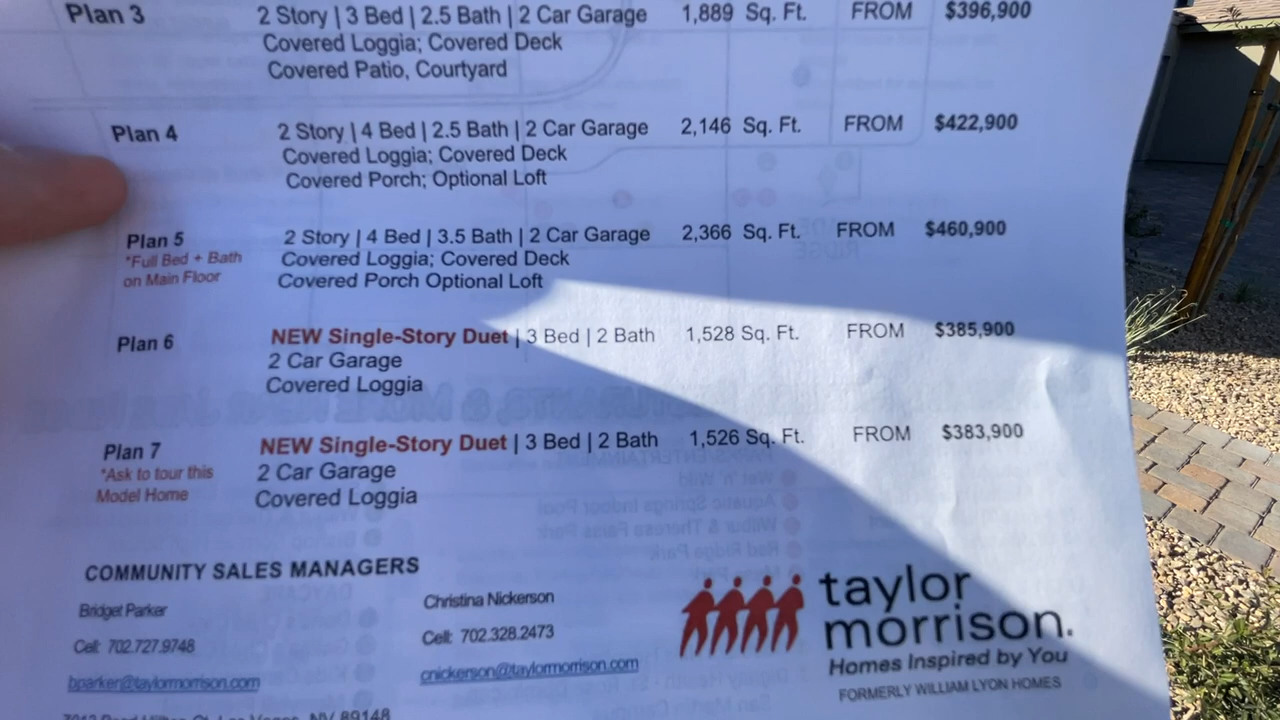 Plan 3 2 Story | 3 Bed | 2.5 Bath | 2 Car Garage 1,889 Sq. Ft. FROM $396,900
Covered Loggia; Covered Deck
Covered Patio, Courtyard
Plan 4 2 Story | 4 Bed | 2.5 Bath | 2 Car Garage 2,146 Sq. Ft. FROM $422,900
Covered Loggia; Covered Deck
Covered Porch; Optional Loft
Plan 5 2 Story | 4 Bed | 3.5 Bath | 2 Car Garage 2,366 Sq. Ft. FROM $460,900
*Full Bed + Bath Covered Loggia; Covered Deck
on Main Floor Covered Porch Optional Loft
Plan 6 NEW Single-Story Duet | 3 Bed | 2 Bath 1,528 Sq. Ft. FROM $385,900
2 Car Garage
Covered Loggia
Plan 7 NEW Single-Story Duet | 3 Bed | 2 Bath 1,526 Sq. Ft. FROM $383,900
*Ask to tour this 2 Car Garage
Model Home Covered Loggia
COMMUNITY SALES MANAGERS
Bridget Parker Christina Nickerson
Cell: 702.727.9748 Cell: 702.328.2473
bparker@taylormorrison.com cnickerson@taylormorrison.com
taylor
morrison.
Homes Inspired by You
FORMERLY WILLIAM LYON HOMES
Las Vegas, NV 89148